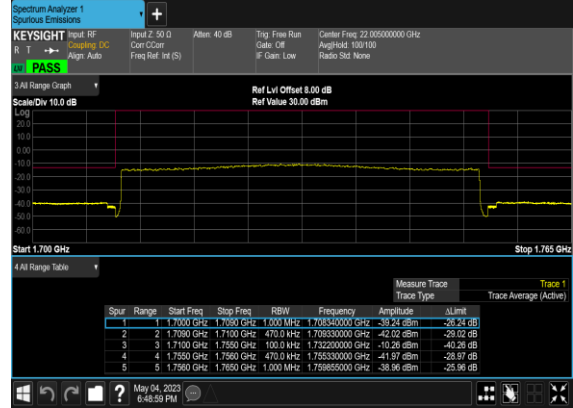 Spectrum Analyzer 1
Spurious Emissions
KEYSIGHT Input: RF Input Z: 50 Ω Atten: 40 dB Trig: Free Run Center Freq: 22.005000000 GHz
R T Coupling: DC Corr CCorr Gate: Off Avg|Hold: 100/100
Align: Auto Freq Ref: Int (S) IF Gain: Low Radio Std: None
PASS
3 All Range Graph
Ref Lvl Offset 8.00 dB
Scale/Div 10.0 dB Ref Value 30.00 dBm
Log
20.0
10.0
0.00
-10.0
-20.0
-30.0
-40.0
-50.0
-60.0
Start 1.700 GHz Stop 1.765 GHz
4 All Range Table
Measure Trace Trace 1
Trace Type Trace Average (Active)
Spur Range Start Freq Stop Freq RBW Frequency Amplitude ΔLimit
1 1 1.7000 GHz 1.7090 GHz 1.000 MHz 1.708340000 GHz -39.24 dBm -26.24 dB
2 2 1.7090 GHz 1.7100 GHz 470.0 kHz 1.709330000 GHz -42.02 dBm -29.02 dB
3 3 1.7100 GHz 1.7550 GHz 100.0 kHz 1.732200000 GHz -10.26 dBm -40.26 dB
4 4 1.7550 GHz 1.7560 GHz 470.0 kHz 1.755330000 GHz -41.97 dBm -28.97 dB
5 5 1.7560 GHz 1.7650 GHz 1.000 MHz 1.759855000 GHz -38.96 dBm -25.96 dB
May 04, 2023
6:48:59 PM